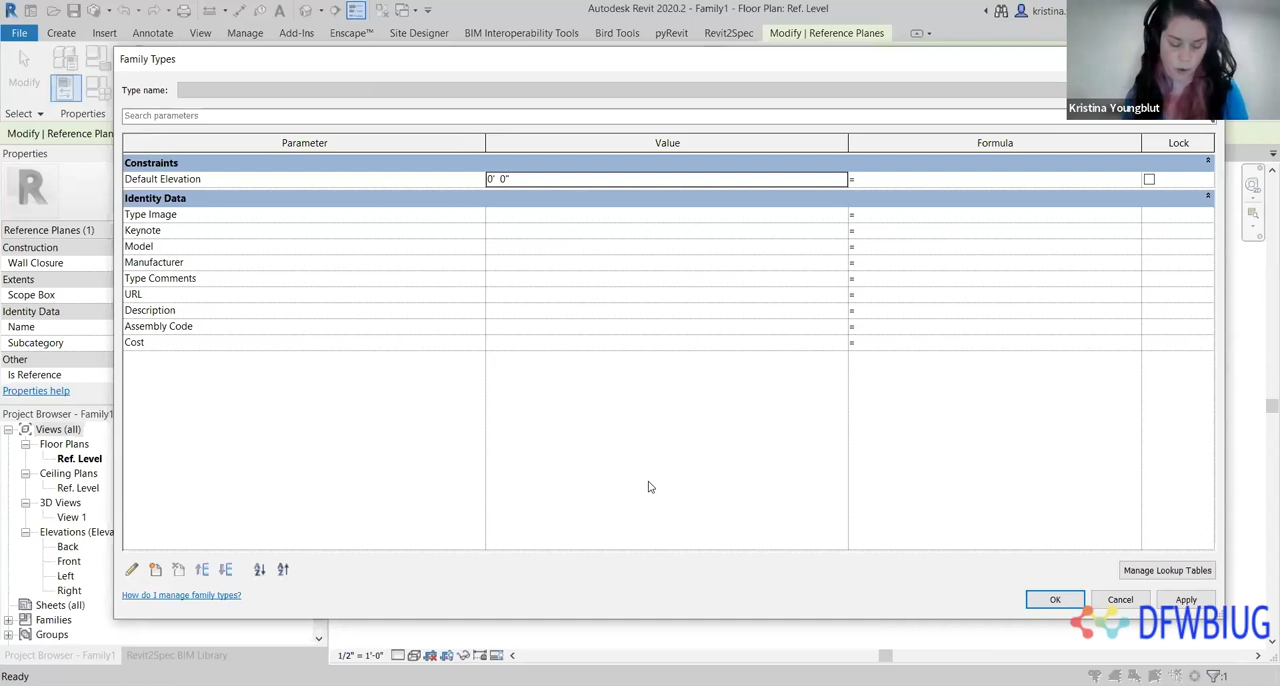 Autodesk Revit 2020.2 - Family1 - Floor Plan: Ref. Level
kristina.
File Create Insert Annotate View Manage Add-Ins Enscape™ Site Designer BIM Interoperability Tools Bird Tools pyRevit Revit2Spec Modify | Reference Planes
Family Types
Type name:
Search parameters
Kristina Youngblut
Modify
Select Properties
Modify | Reference Plan
Properties
R
Reference Planes (1)
Construction
Wall Closure
Extents
Scope Box
Identity Data
Name
Subcategory
Other
Is Reference
Properties help
Parameter Value Formula Lock
Constraints
Default Elevation 0' 0" =
Identity Data
Type Image =
Keynote =
Model =
Manufacturer =
Type Comments =
URL =
Description =
Assembly Code =
Cost =
Project Browser - Family1
Views (all)
Floor Plans
Ref. Level
Ceiling Plans
Ref. Level
3D Views
View 1
Elevations (Eleva
Back
Front
Left
Right
Sheets (all)
Families
Groups
Manage Lookup Tables
How do I manage family types?
OK Cancel Apply
DFWBIUG
Project Browser - Family1 Revit2Spec BIM Library
1/2" = 1'-0"
Ready
:1